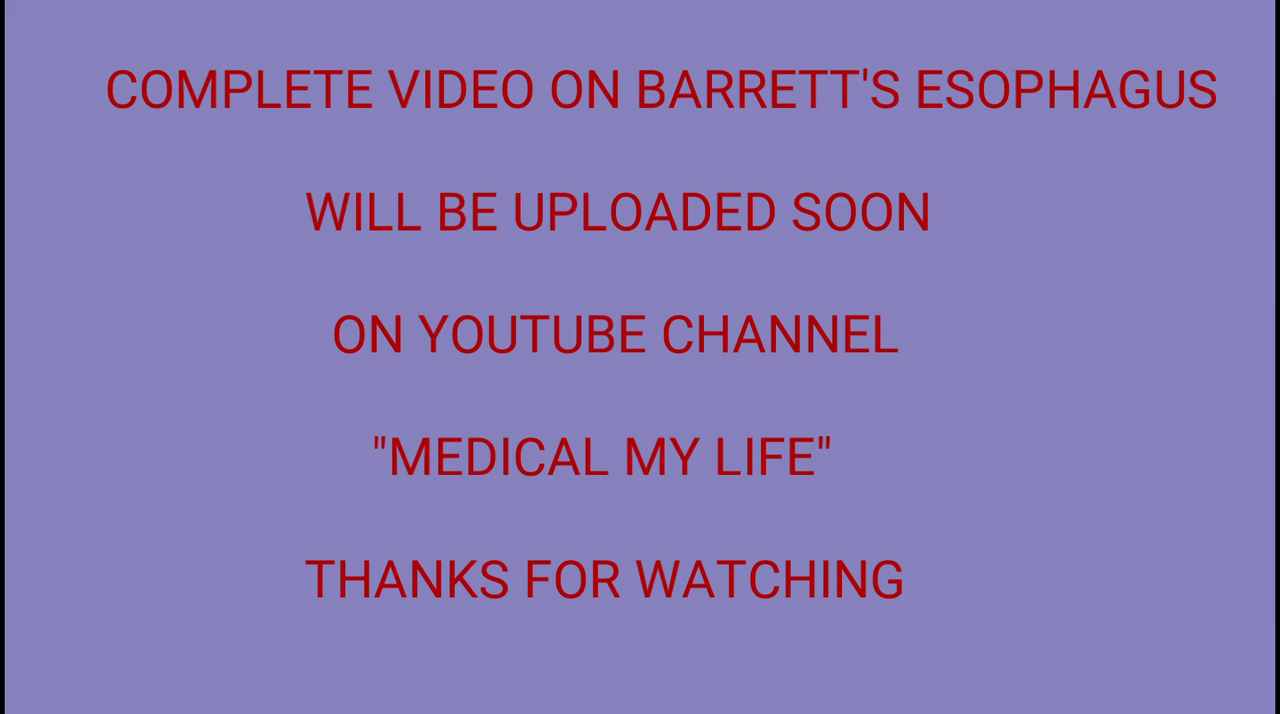 COMPLETE VIDEO ON BARRETT'S ESOPHAGUS
WILL BE UPLOADED SOON
ON YOUTUBE CHANNEL
"MEDICAL MY LIFE"
THANKS FOR WATCHING